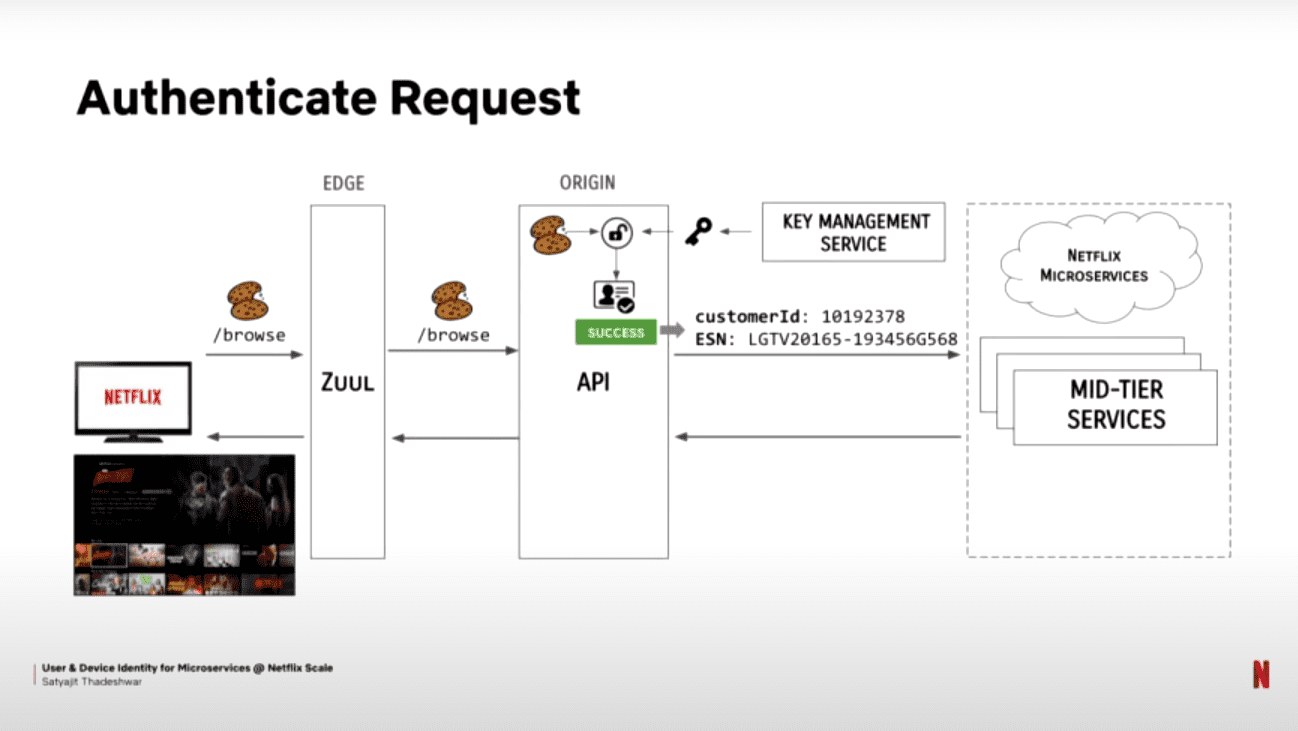 Authenticate Request
EDGE
ORIGIN
KEY MANAGEMENT
SERVICE
NETFLIX
MICROSERVICES
/browse
/browse
SUCCESS
customerId: 10192378
ESN: LGTV20165-193456G568
NETFLIX
ZUUL
API
MID-TIER
SERVICES
User & Device Identity for Microservices @ Netflix Scale
Satyajit Thadeshwar
N